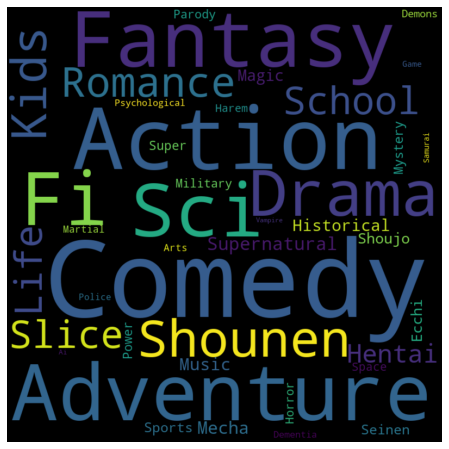 Parody
Demons
Fantasy
Kids
Romance
Magic
Game
Psychological
Harem
School
Action
Super
Mystery
Samurai
Fi
Sci
Military
Drama
Vampire
Martial
Historical
Life
Arts
Supernatural
Shoujo
Comedy
Police
Ecchi
Slice
Power
Shounen
Ai
Music
Hentai
Space
Adventure
Horror
Sports
Mecha
Dementia
Seinen